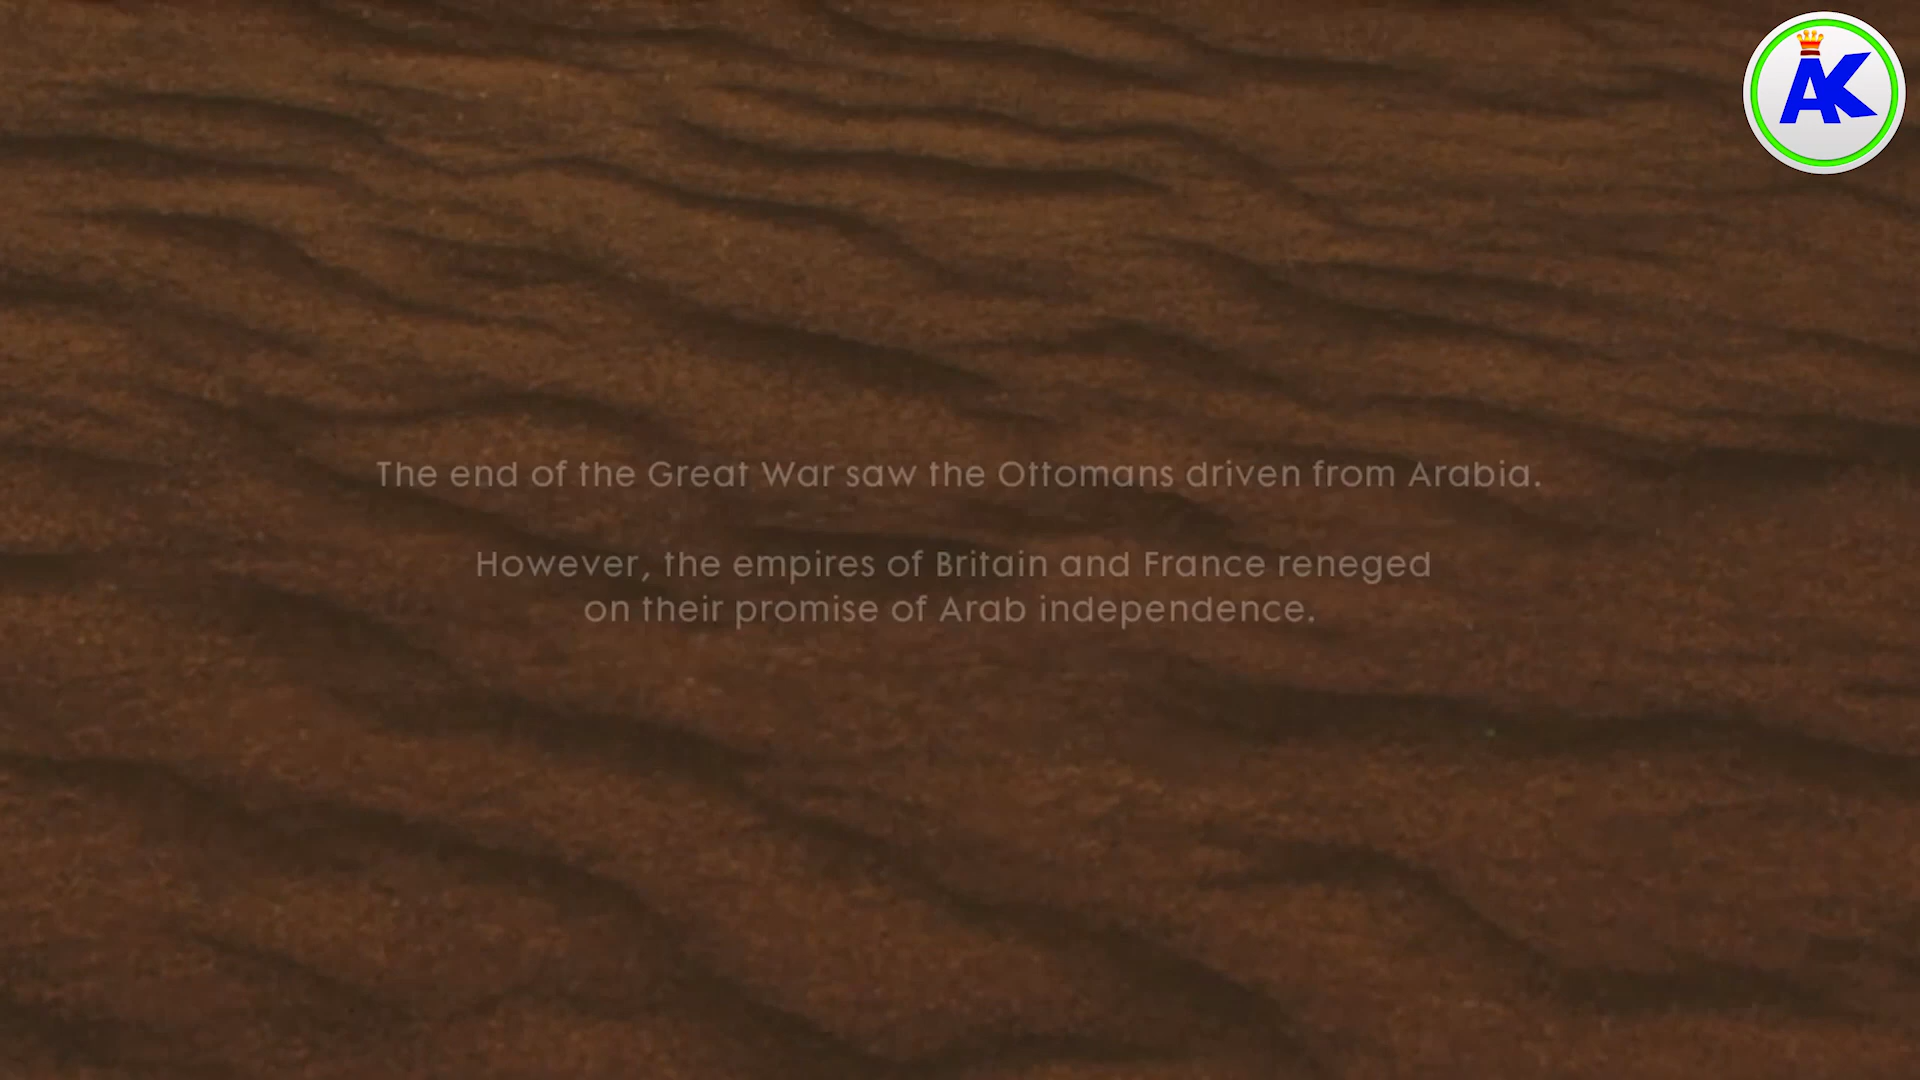 AK
The end of the Great War saw the Ottomans driven from Arabia.
However, the empires of Britain and France reneged
on their promise of Arab independence.